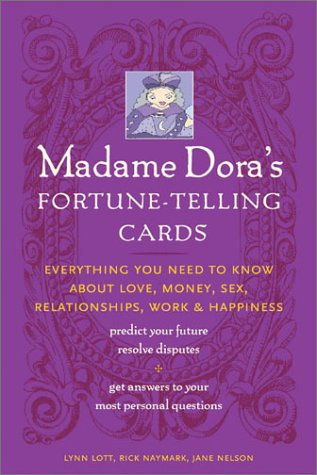 Madame Dora's
FORTUNE-TELLING
CARDS
EVERYTHING YOU NEED TO KNOW
ABOUT LOVE, MONEY, SEX,
RELATIONSHIPS, WORK & HAPPINESS
predict your future
resolve disputes
get answers to your
most personal questions
LYNN LOTT, RICK NAYMARK, JANE NELSON